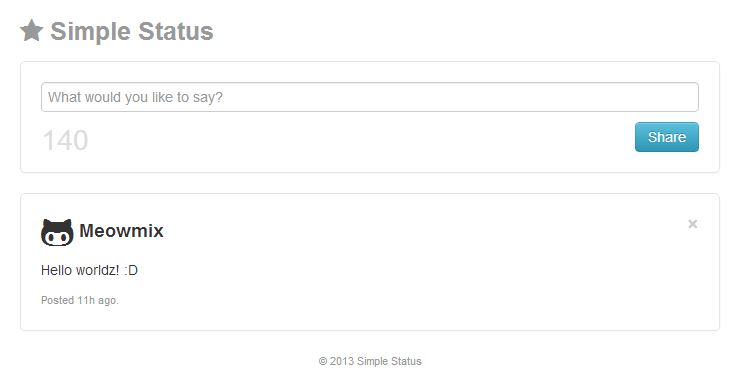 Simple Status
What would you like to say?
140
Share
Meowmix
×
Hello worldz! :D
Posted 11h ago.
© 2013 Simple Status